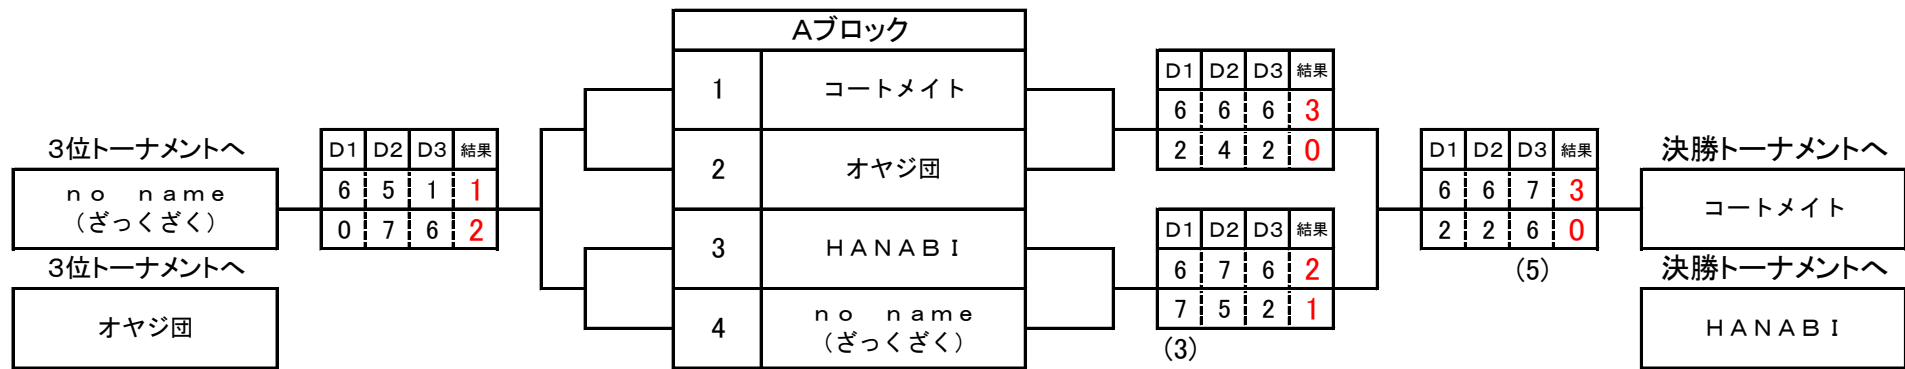 Aブロック
1 コートメイト
2 オヤジ団
3 HANABI
4 no name
(ざっくざく)
3位トーナメントへ
no name
(ざっくざく)
3位トーナメントへ
オヤジ団
D1 D2 D3 結果
6 5 1 1
0 7 6 2
D1 D2 D3 結果
6 6 6 3
2 4 2 0
D1 D2 D3 結果
6 7 6 2
7 5 2 1
(3)
D1 D2 D3 結果
6 6 7 3
2 2 6 0
(5)
決勝トーナメントへ
コートメイト
決勝トーナメントへ
HANABI